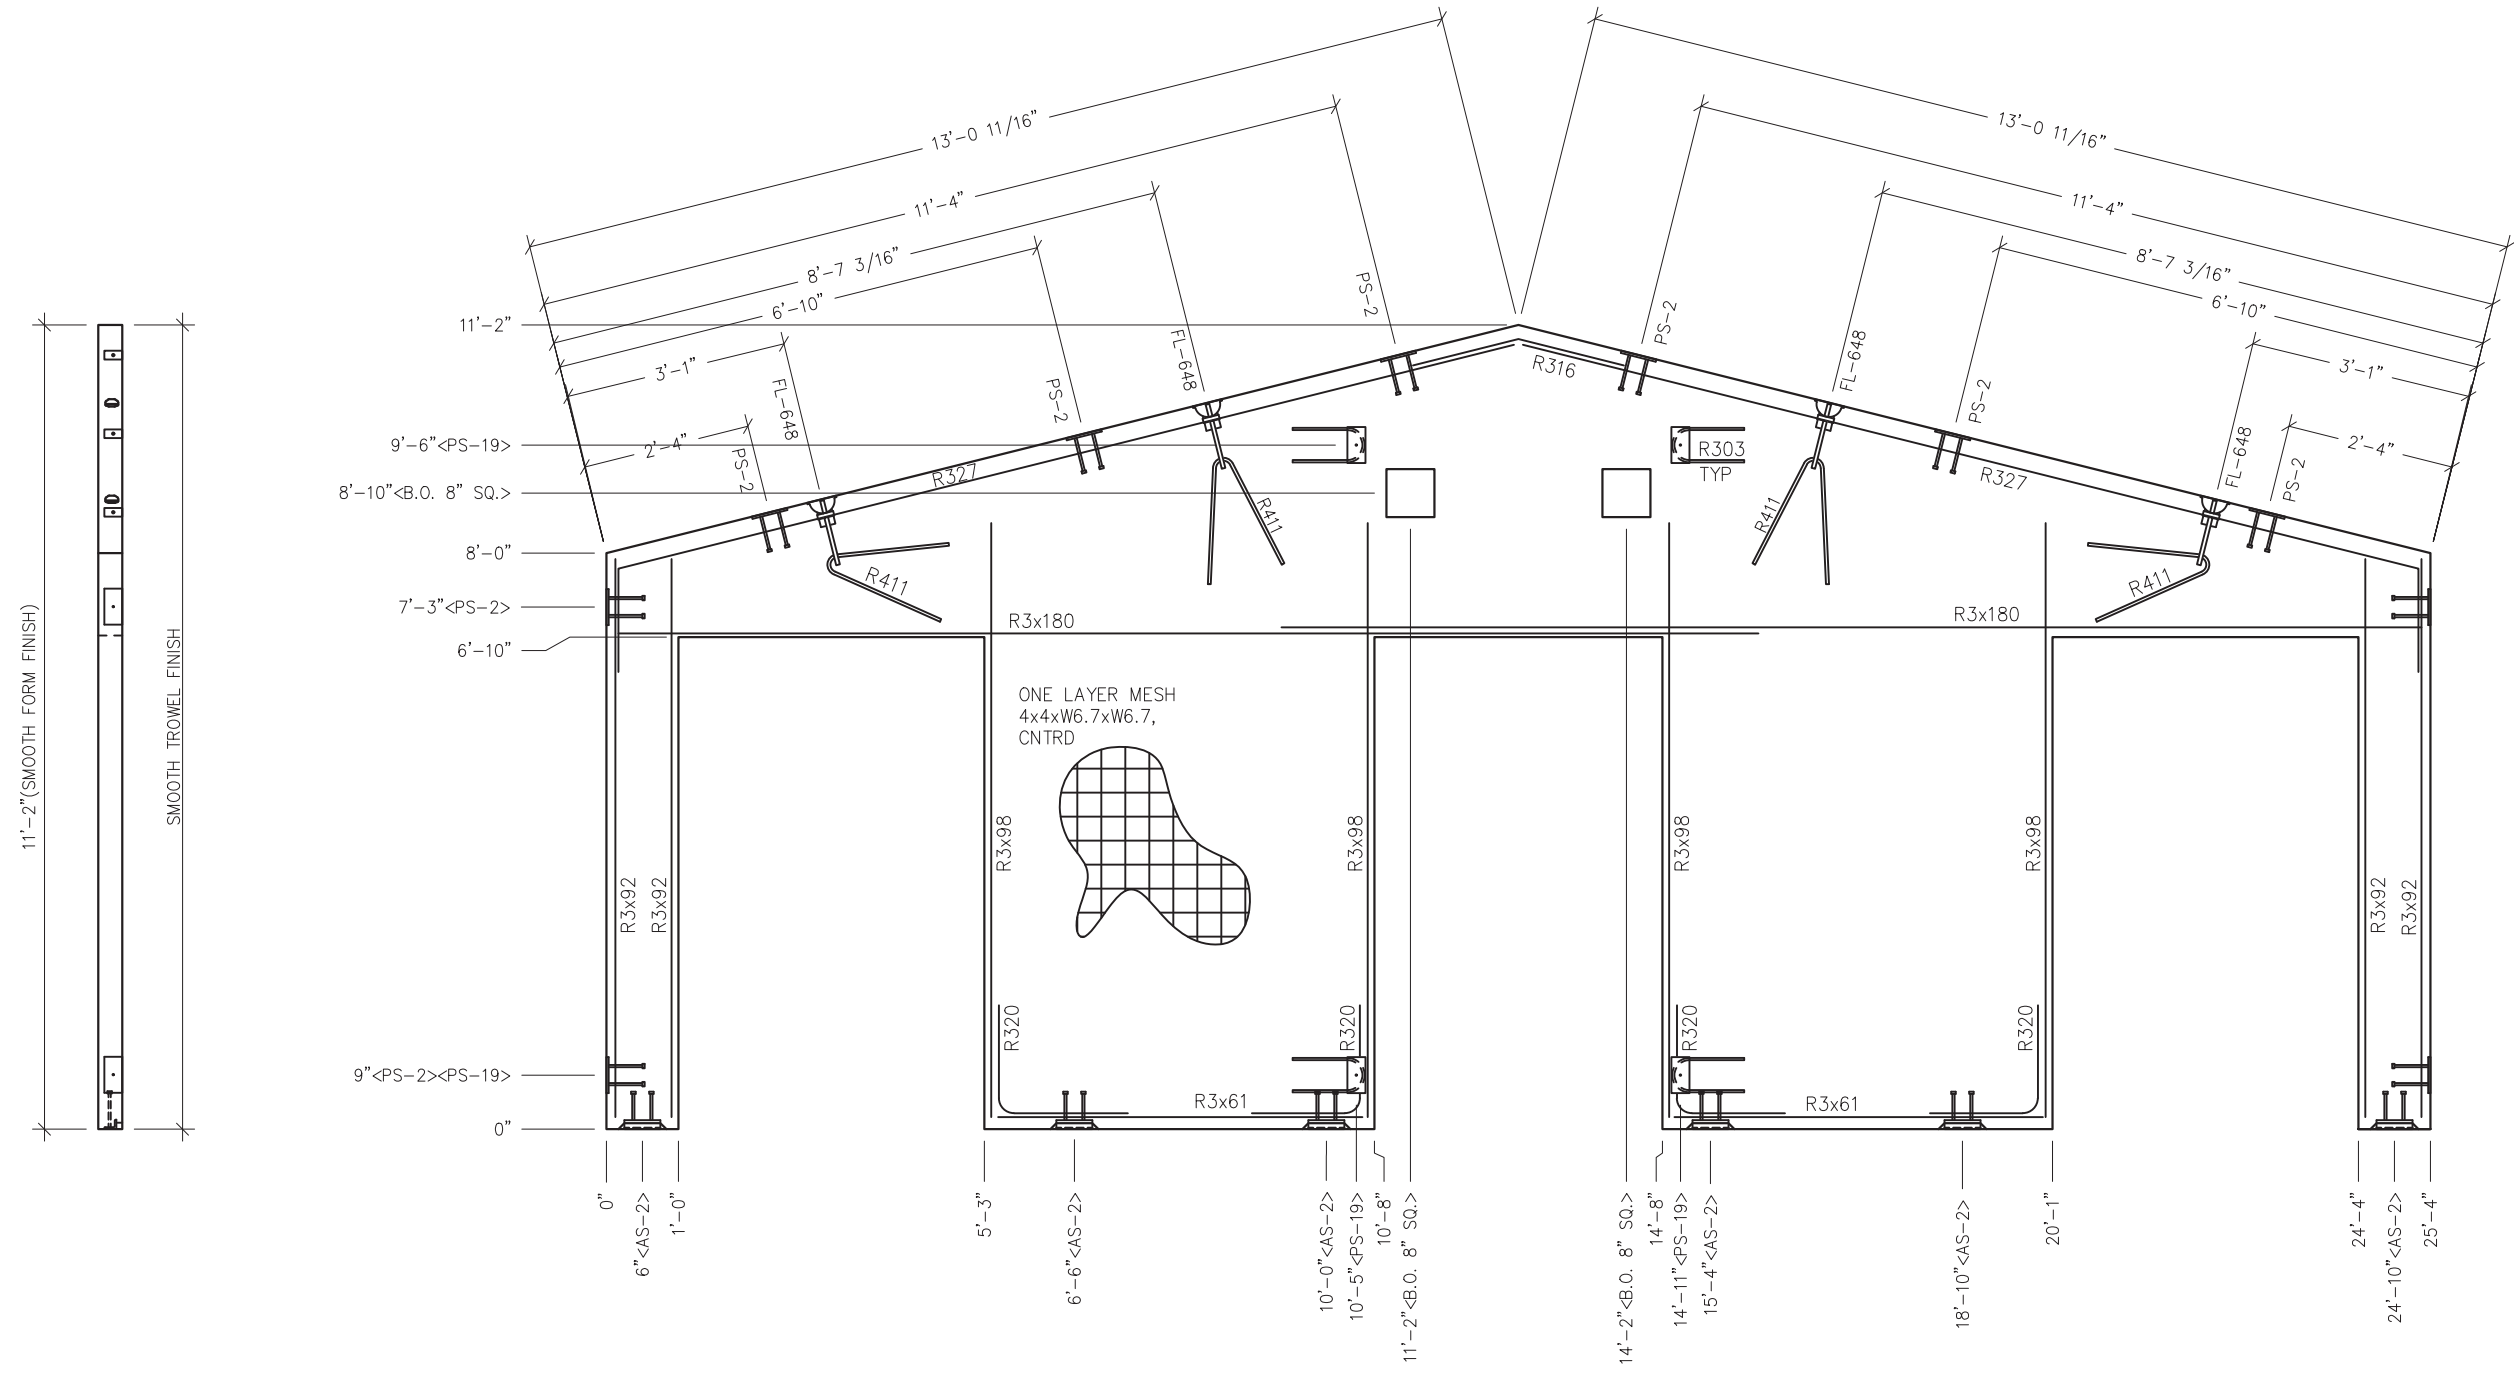 13'-0 11/16"
13'-0 11/16"
11'-4"
11'-4"
8'-7 3/16"
8'-7 3/16"
6'-10"
6'-10"
3'-1"
3'-1"
2'-4"
2'-4"
PS-2
FL-648
PS-2
FL-648
PS-2
PS-2
FL-648
PS-2
FL-648
PS-2
11'-2"
9'-6"<PS-19>
8'-10"<B.O. 8" SQ.>
8'-0"
7'-3"<PS-2>
6'-10"
9"<PS-2><PS-19>
0"
11'-2"(SMOOTH FORM FINISH)
SMOOTH TROWEL FINISH
R316
R303
TYP
R327
R327
R411
R411
R411
R411
R3x180
R3x180
ONE LAYER MESH
4x4xW6.7xW6.7,
CNTRD
R3x92
R3x92
R3x98
R3x98
R3x98
R3x98
R3x92
R3x92
R320
R320
R320
R320
R3x61
R3x61
0"
6"<AS-2>
1'-0"
5'-3"
6'-6"<AS-2>
10'-0"<AS-2>
10'-5"<PS-19>
10'-8"
11'-2"<B.O. 8" SQ.>
14'-2"<B.O. 8" SQ.>
14'-8"
14'-11"<PS-19>
15'-4"<AS-2>
18'-10"<AS-2>
20'-1"
24'-4"
24'-10"<AS-2>
25'-4"